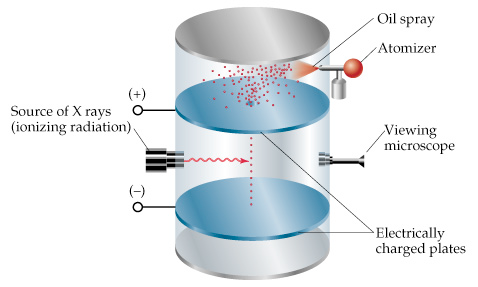 Oil spray
Atomizer
(+)
Source of X rays
(ionizing radiation)
Viewing
microscope
(–)
Electrically
charged plates